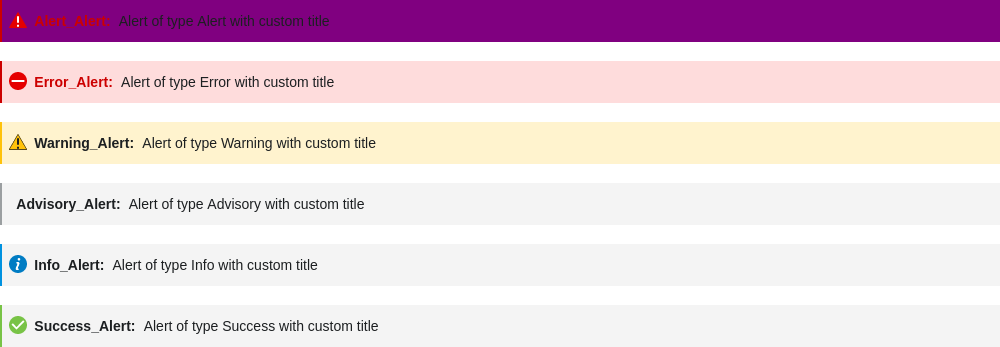 Alert_Alert: Alert of type Alert with custom title
Error_Alert: Alert of type Error with custom title
Warning_Alert: Alert of type Warning with custom title
Advisory_Alert: Alert of type Advisory with custom title
Info_Alert: Alert of type Info with custom title
Success_Alert: Alert of type Success with custom title